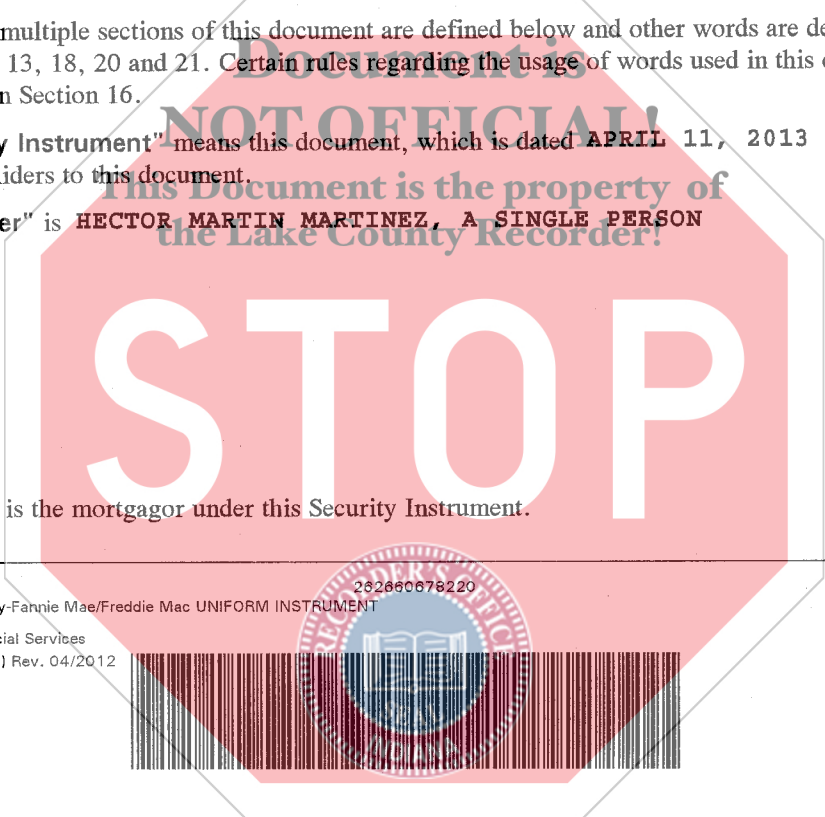 multiple sections of this document are defined below and other words are de
13, 18, 20 and 21. Certain rules regarding the usage of words used in this
n Section 16.
Document is
NOT OFFICIAL!
This Document is the property of
the Lake County Recorder!
y Instrument" means this document, which is dated APRIL 11, 2013
iders to this document.
er" is HECTOR MARTIN MARTINEZ, A SINGLE PERSON
STOP
is the mortgagor under this Security Instrument.
262660678220
y-Fannie Mae/Freddie Mac UNIFORM INSTRUMENT
cial Services
) Rev. 04/2012
RECORDER'S OFFICE
SEAL
INDIANA